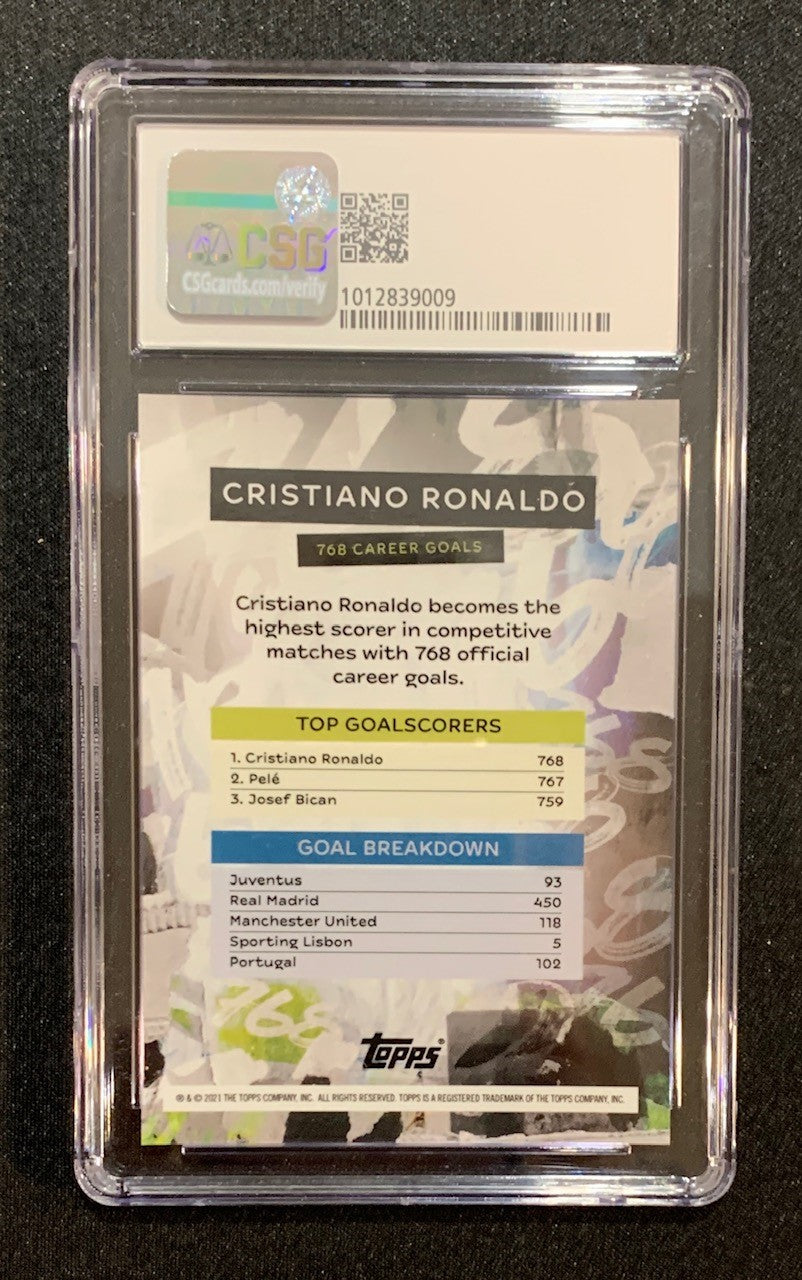 CSG
CSGcards.com/verify
1012839009
CRISTIANO RONALDO
768 CAREER GOALS
Cristiano Ronaldo becomes the
highest scorer in competitive
matches with 768 official
career goals.
TOP GOALSCORERS
1. Cristiano Ronaldo 768
2. Pelé 767
3. Josef Bican 759
GOAL BREAKDOWN
Juventus 93
Real Madrid 450
Manchester United 118
Sporting Lisbon 5
Portugal 102
768
topps®
® & © 2021 THE TOPPS COMPANY, INC. ALL RIGHTS RESERVED. TOPPS IS A REGISTERED TRADEMARK OF THE TOPPS COMPANY, INC.